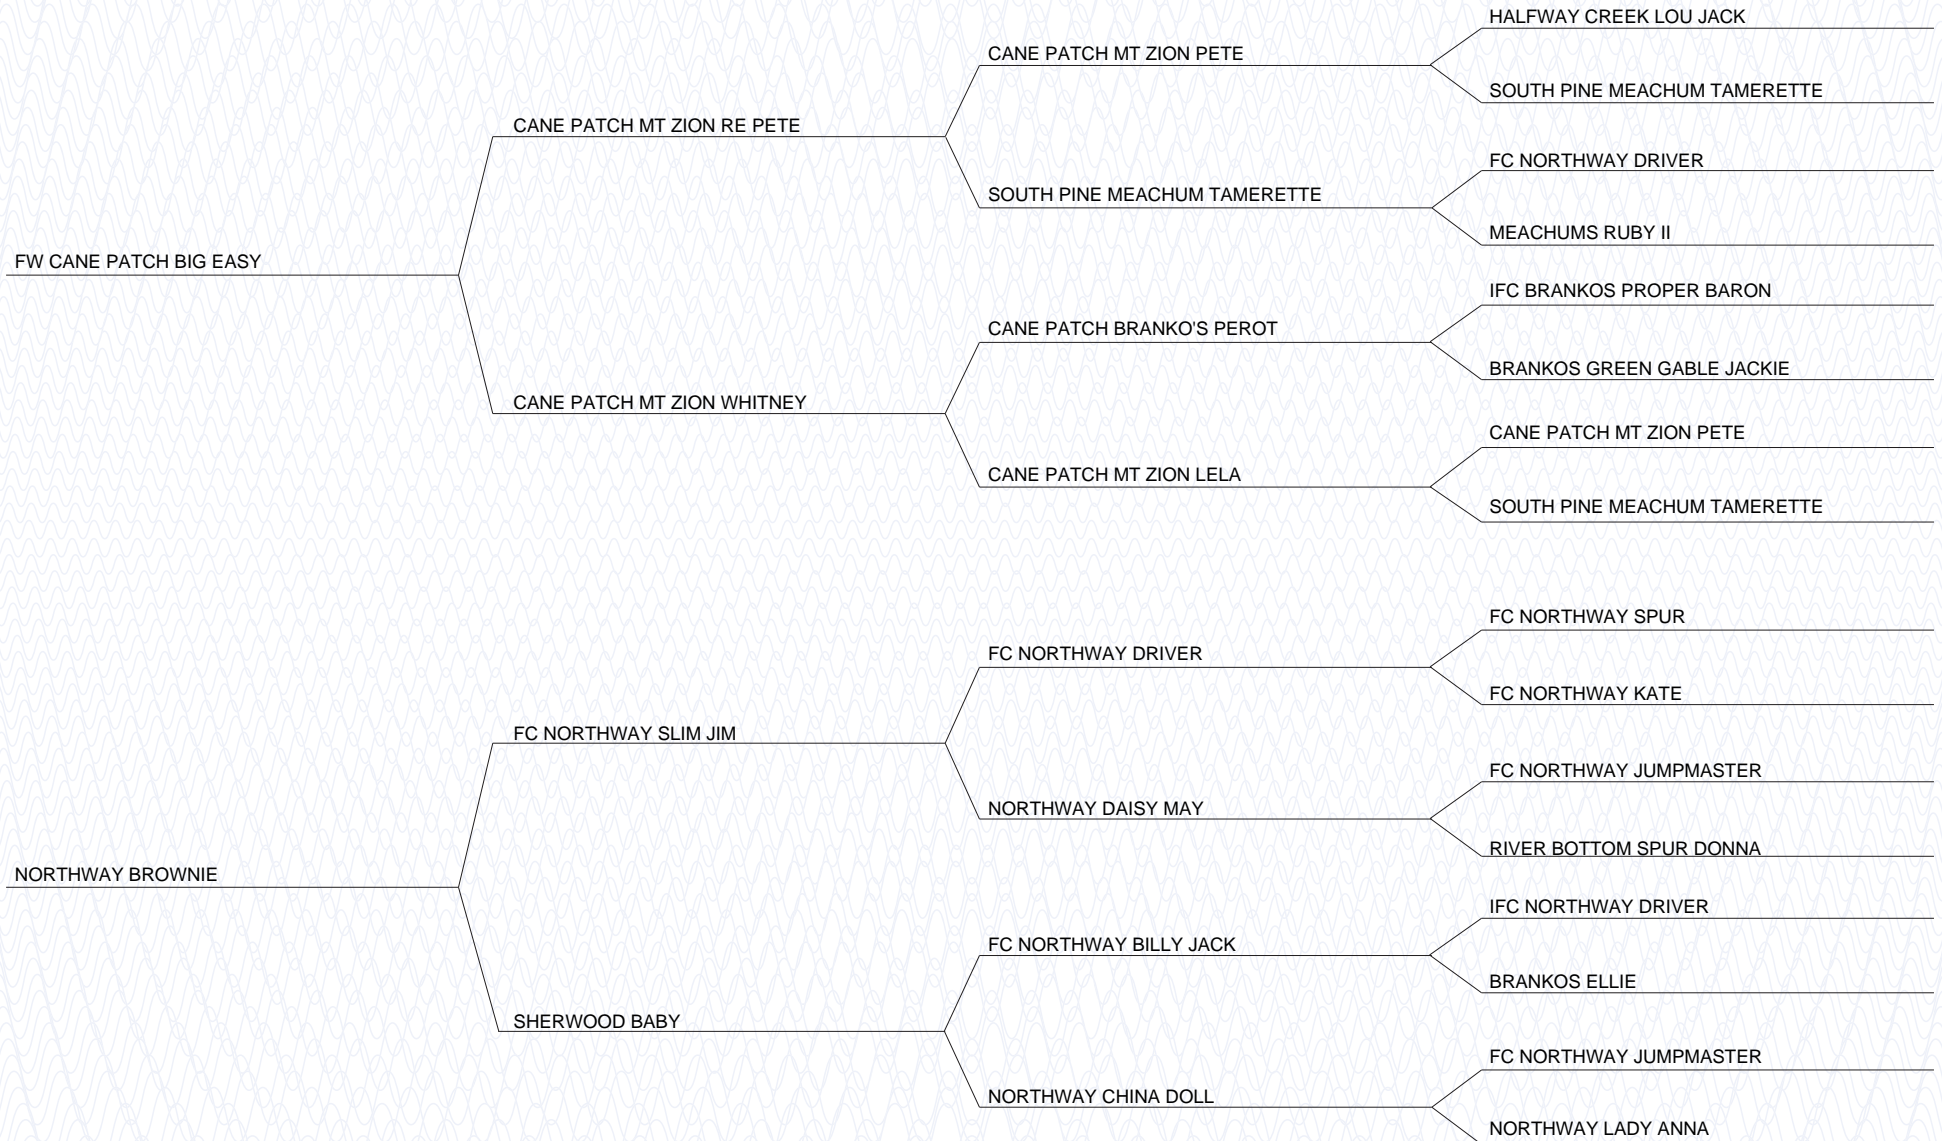 HALFWAY CREEK LOU JACK
CANE PATCH MT ZION PETE
SOUTH PINE MEACHUM TAMERETTE
CANE PATCH MT ZION RE PETE
FC NORTHWAY DRIVER
SOUTH PINE MEACHUM TAMERETTE
MEACHUMS RUBY II
FW CANE PATCH BIG EASY
IFC BRANKOS PROPER BARON
CANE PATCH BRANKO'S PEROT
BRANKOS GREEN GABLE JACKIE
CANE PATCH MT ZION WHITNEY
CANE PATCH MT ZION PETE
CANE PATCH MT ZION LELA
SOUTH PINE MEACHUM TAMERETTE
FC NORTHWAY SPUR
FC NORTHWAY DRIVER
FC NORTHWAY KATE
FC NORTHWAY SLIM JIM
FC NORTHWAY JUMPMASTER
NORTHWAY DAISY MAY
RIVER BOTTOM SPUR DONNA
NORTHWAY BROWNIE
IFC NORTHWAY DRIVER
FC NORTHWAY BILLY JACK
BRANKOS ELLIE
SHERWOOD BABY
FC NORTHWAY JUMPMASTER
NORTHWAY CHINA DOLL
NORTHWAY LADY ANNA